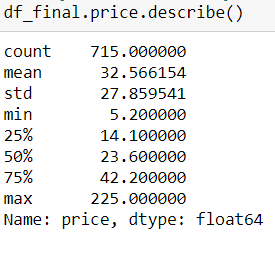 df_final.price.describe()
count    715.000000
mean      32.566154
std       27.859541
min        5.200000
25%       14.100000
50%       23.600000
75%       42.200000
max      225.000000
Name: price, dtype: float64